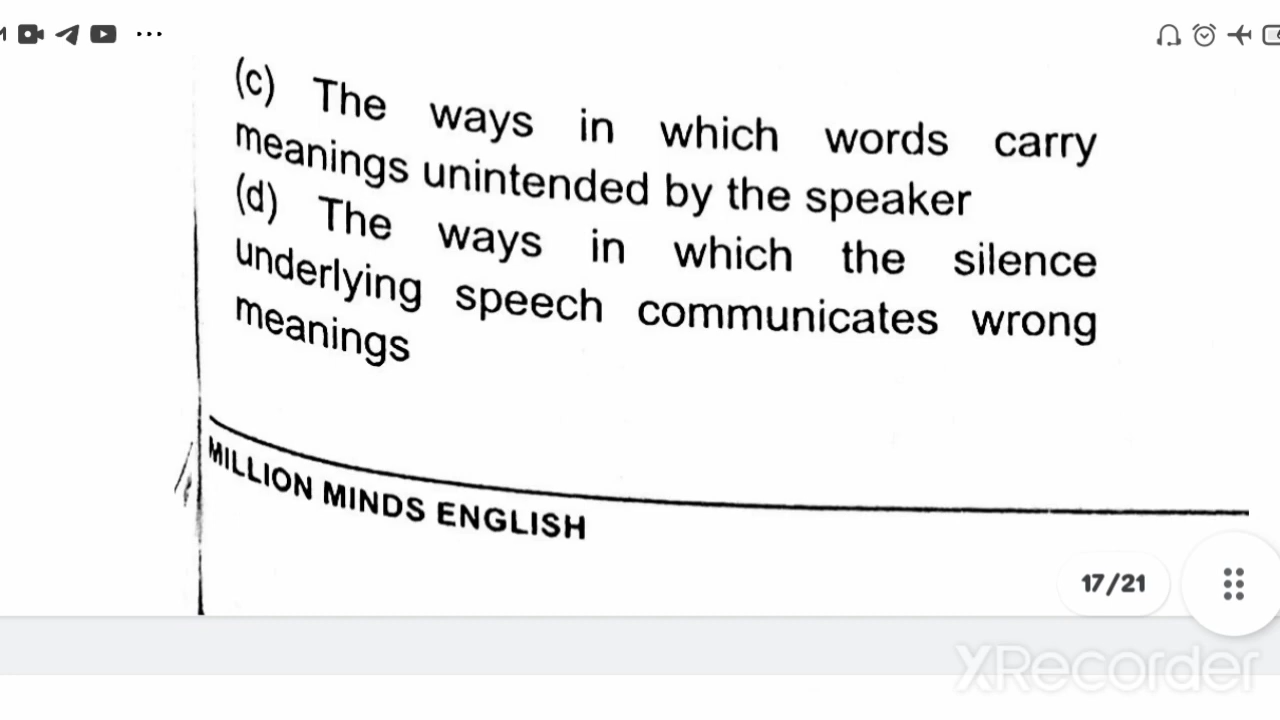 (c) The ways in which words carry
meanings unintended by the speaker
(d) The ways in which the silence
underlying speech communicates wrong
meanings
MILLION MINDS ENGLISH
17/21
XRecorder